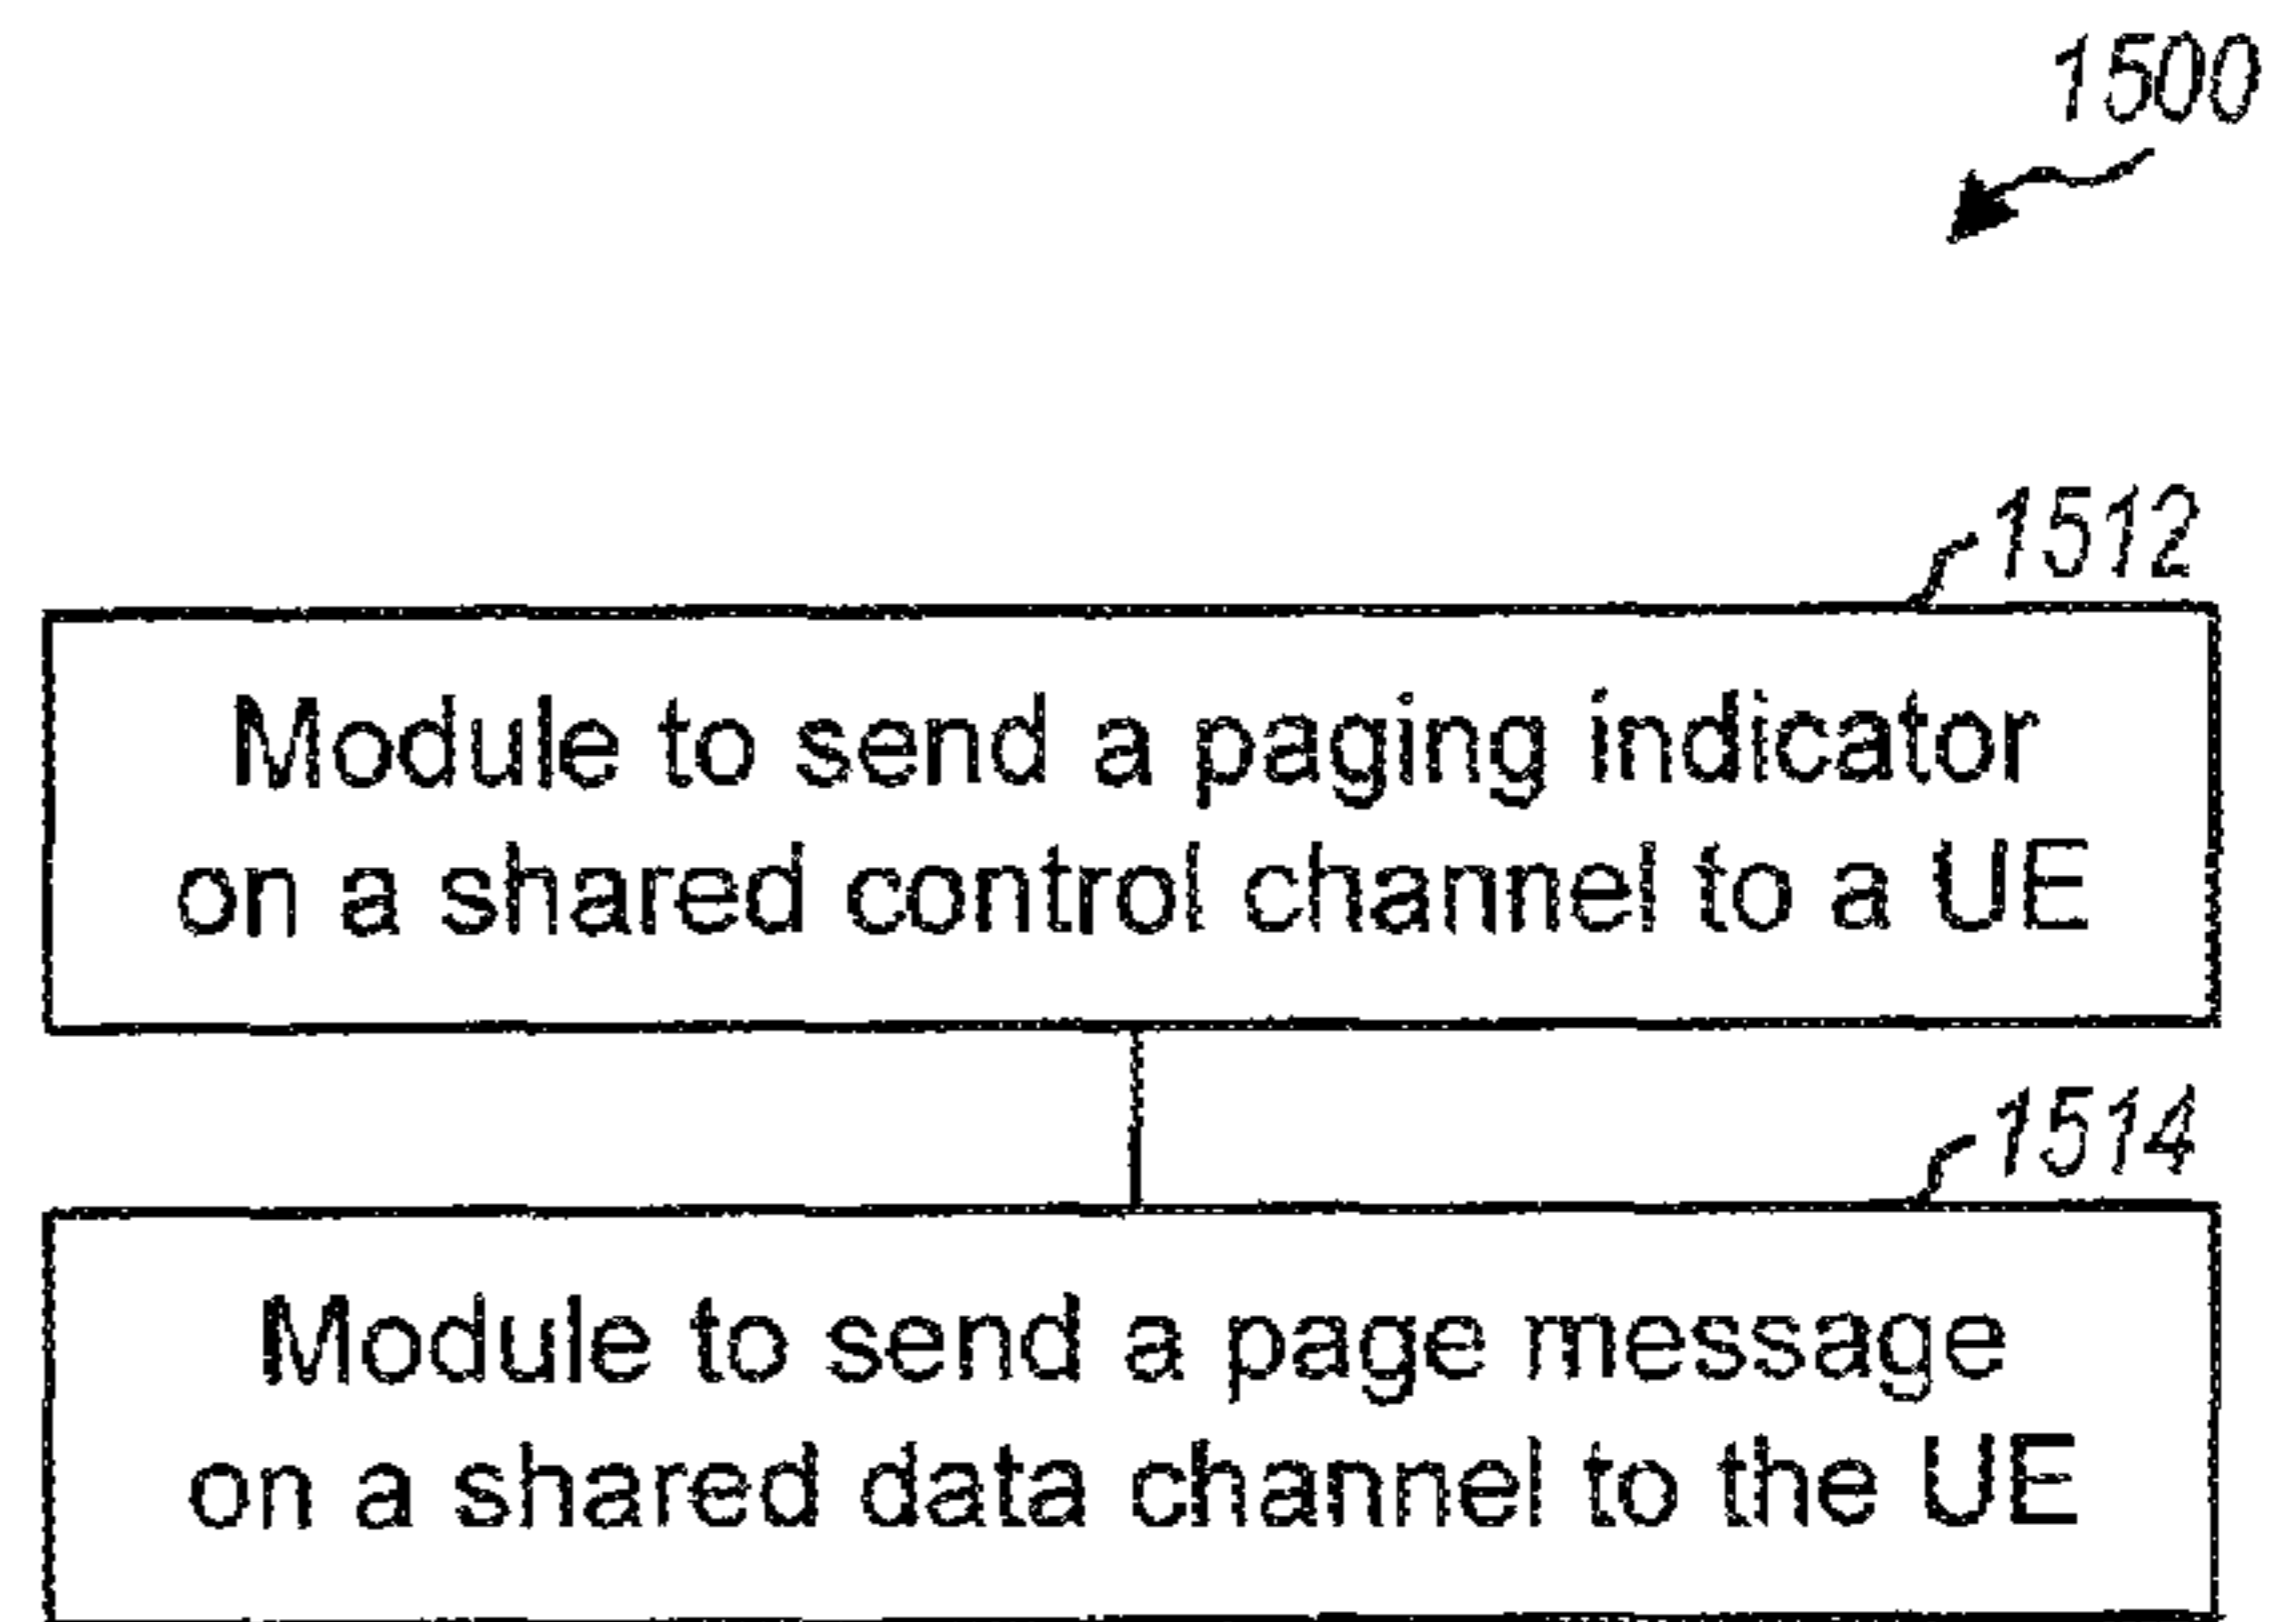 1500
1512
Module to send a paging indicator
on a shared control channel to a UE
1514
Module to send a page message
on a shared data channel to the UE